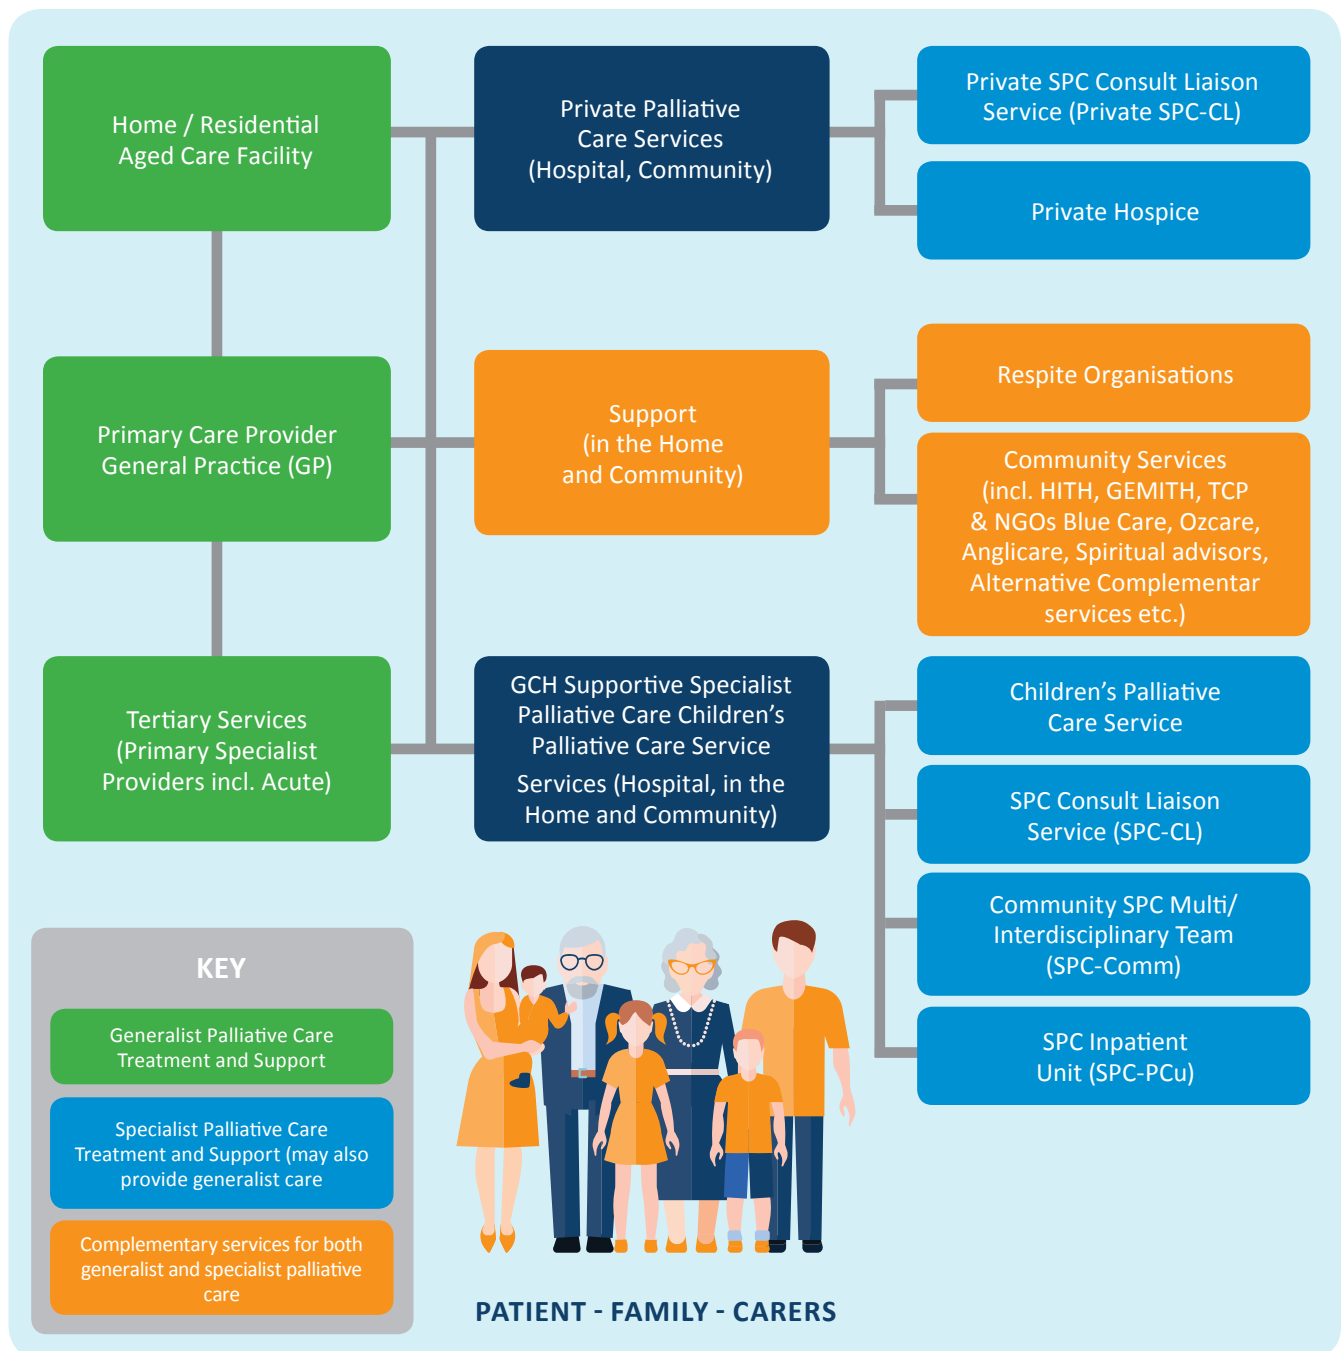 Home / Residential
Aged Care Facility
Private Palliative
Care Services
(Hospital, Community)
Private SPC Consult Liaison
Service (Private SPC-CL)
Private Hospice
Primary Care Provider
General Practice (GP)
Support
(in the Home
and Community)
Respite Organisations
Community Services
(incl. HITH, GEMITH, TCP
& NGOs Blue Care, Ozcare,
Anglicare, Spiritual advisors,
Alternative Complementar
services etc.)
Tertiary Services
(Primary Specialist
Providers incl. Acute)
GCH Supportive Specialist
Palliative Care Children's
Palliative Care Service
Services (Hospital, in the
Home and Community)
Children's Palliative
Care Service
SPC Consult Liaison
Service (SPC-CL)
Community SPC Multi/
Interdisciplinary Team
(SPC-Comm)
SPC Inpatient
Unit (SPC-PCu)
KEY
Generalist Palliative Care
Treatment and Support
Specialist Palliative Care
Treatment and Support (may also
provide generalist care
Complementary services for both
generalist and specialist palliative
care
PATIENT - FAMILY - CARERS